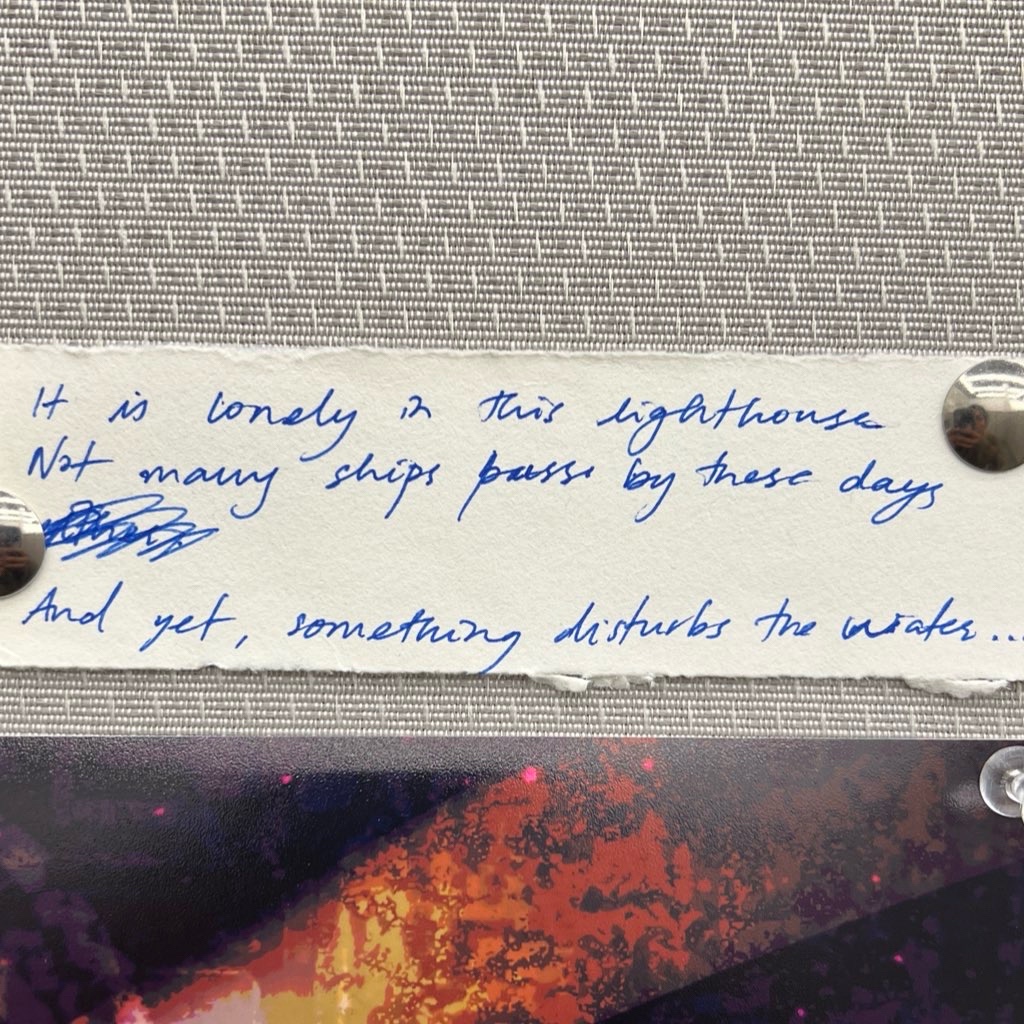 It is lonely in this lighthouse
Not many ships pass by these days
And yet, something disturbs the water...